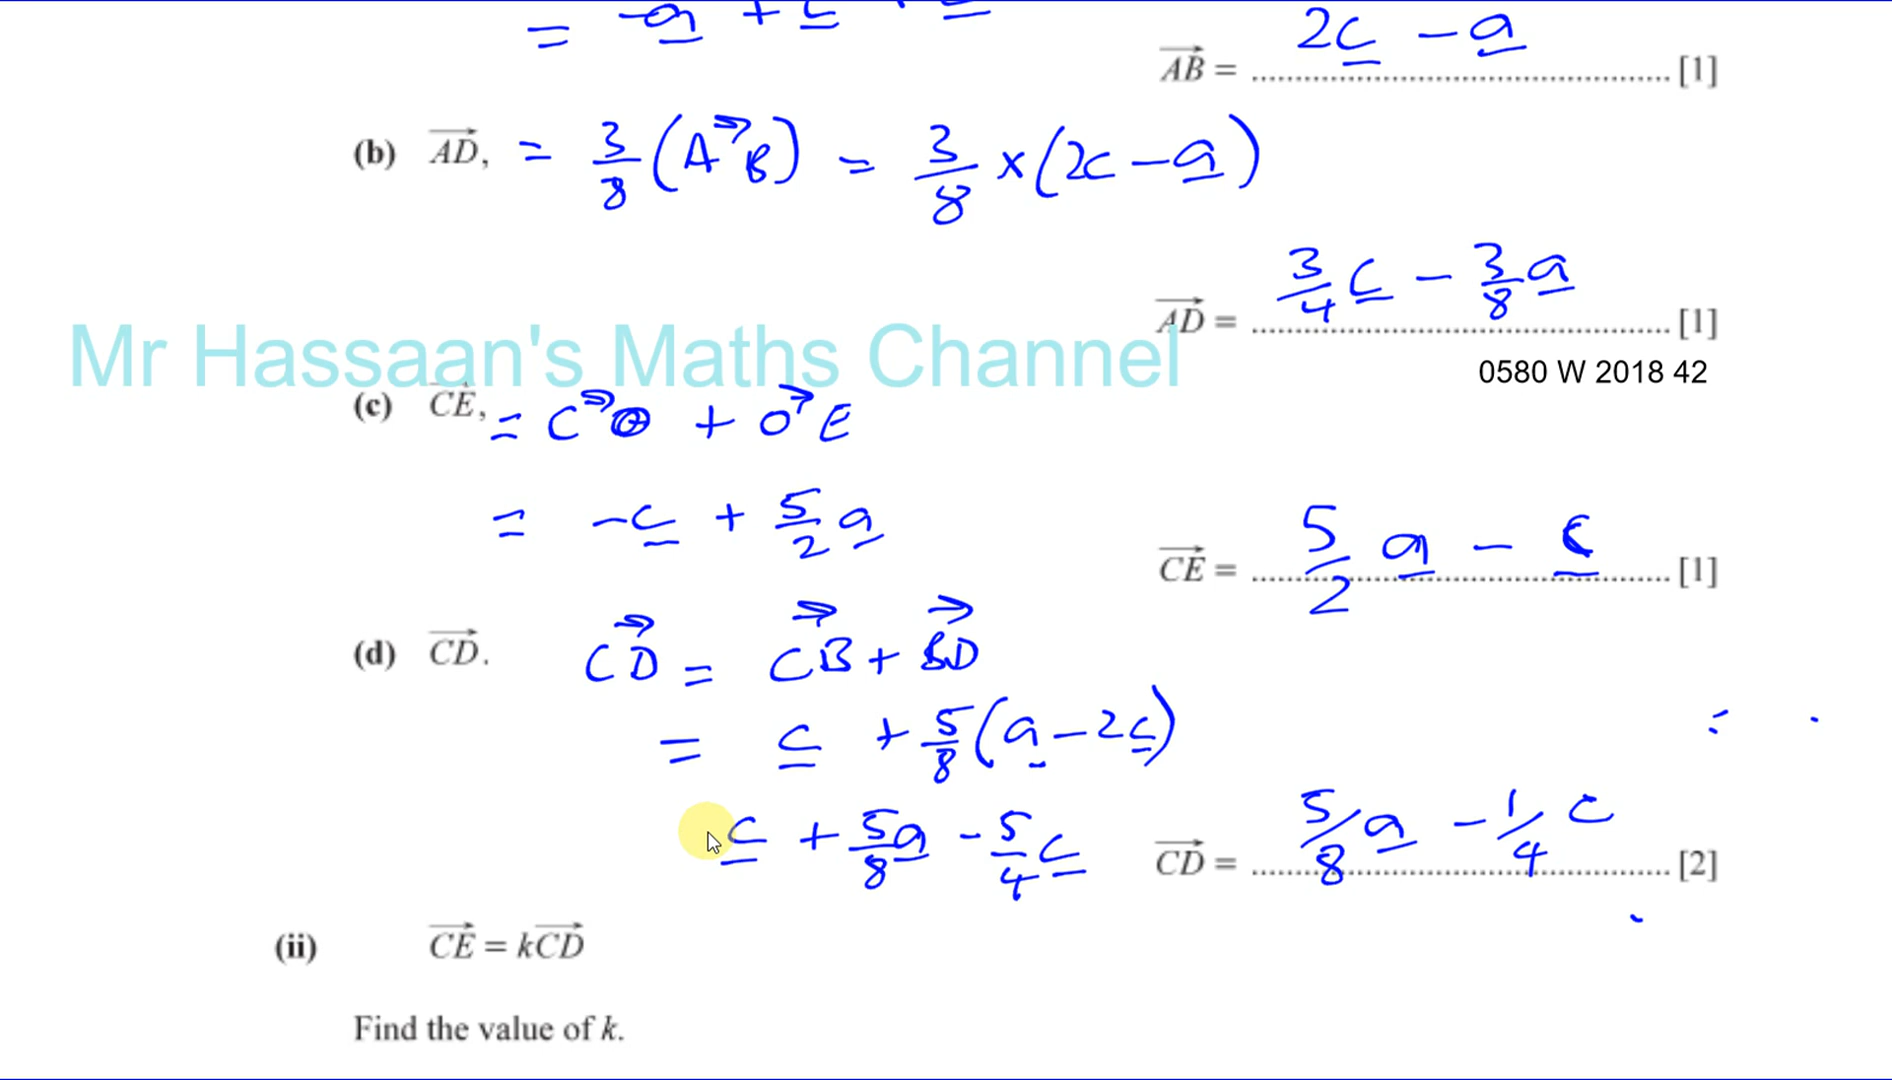 = -a + c
2c - a
AB = [1]
(b) AD, = 3/8 (AB) = 3/8 × (2c - a)
3/4 c - 3/8 a
AD = [1]
Mr Hassaan's Maths Channel
0580 W 2018 42
(c) CE, = CO + OE
= -c + 5/2 a
5/2 a - c
CE = [1]
(d) CD. CD = CB + BD
= c + 5/8 (a - 2c)
c + 5/8 a - 5/4 c
5/8 a - 1/4 c
CD = [2]
(ii) CE = kCD
Find the value of k.